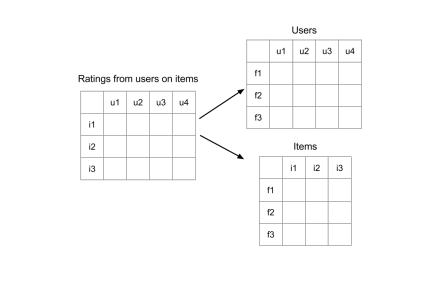 Users
u1 u2 u3 u4
f1
f2
f3
Ratings from users on items
u1 u2 u3 u4
i1
i2
i3
Items
i1 i2 i3
f1
f2
f3